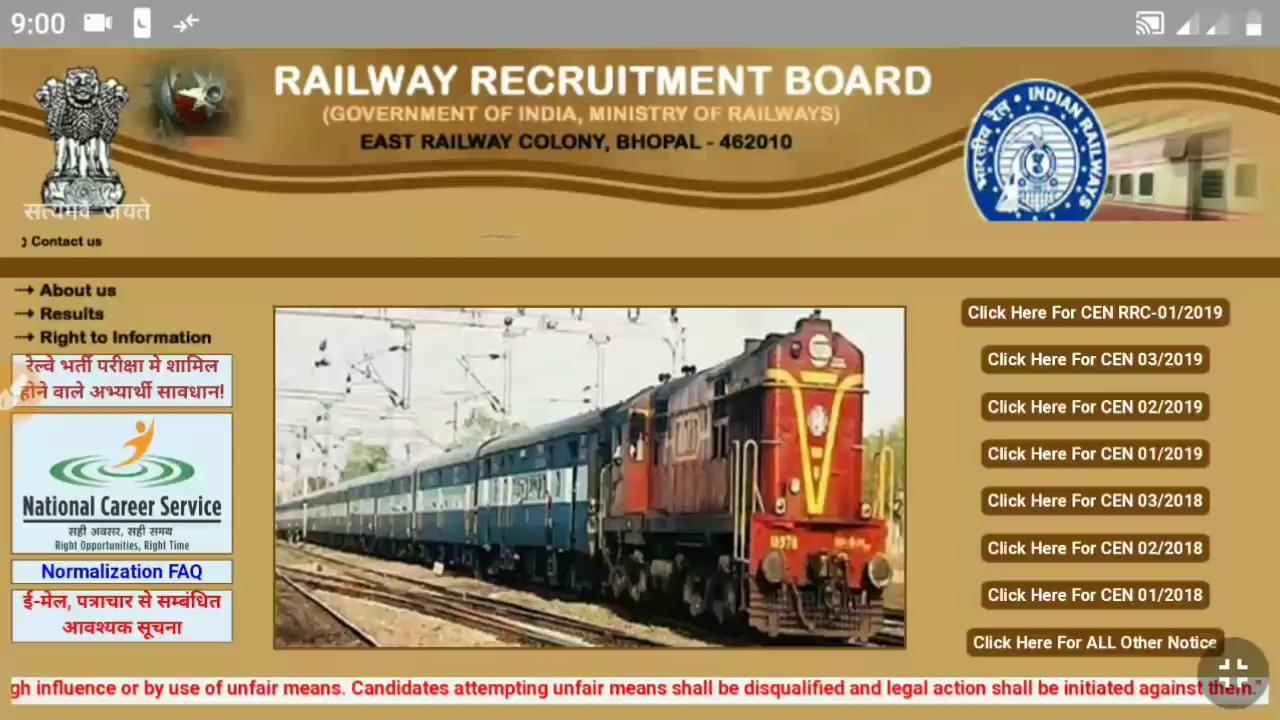 9:00
RAILWAY RECRUITMENT BOARD
(GOVERNMENT OF INDIA, MINISTRY OF RAILWAYS)
EAST RAILWAY COLONY, BHOPAL - 462010
सत्यमेव जयते
भारतीय रेल • INDIAN RAILWAYS
Contact us
About us
Results
Right to Information
रेल्वे भर्ती परीक्षा मे शामिल
होने वाले अभ्यार्थी सावधान!
National Career Service
सही अवसर, सही समय
Right Opportunities, Right Time
Normalization FAQ
ई-मेल, पत्राचार से सम्बंधित
आवश्यक सूचना
Click Here For CEN RRC-01/2019
Click Here For CEN 03/2019
Click Here For CEN 02/2019
Click Here For CEN 01/2019
Click Here For CEN 03/2018
Click Here For CEN 02/2018
Click Here For CEN 01/2018
Click Here For ALL Other Notice
gh influence or by use of unfair means. Candidates attempting unfair means shall be disqualified and legal action shall be initiated against them."